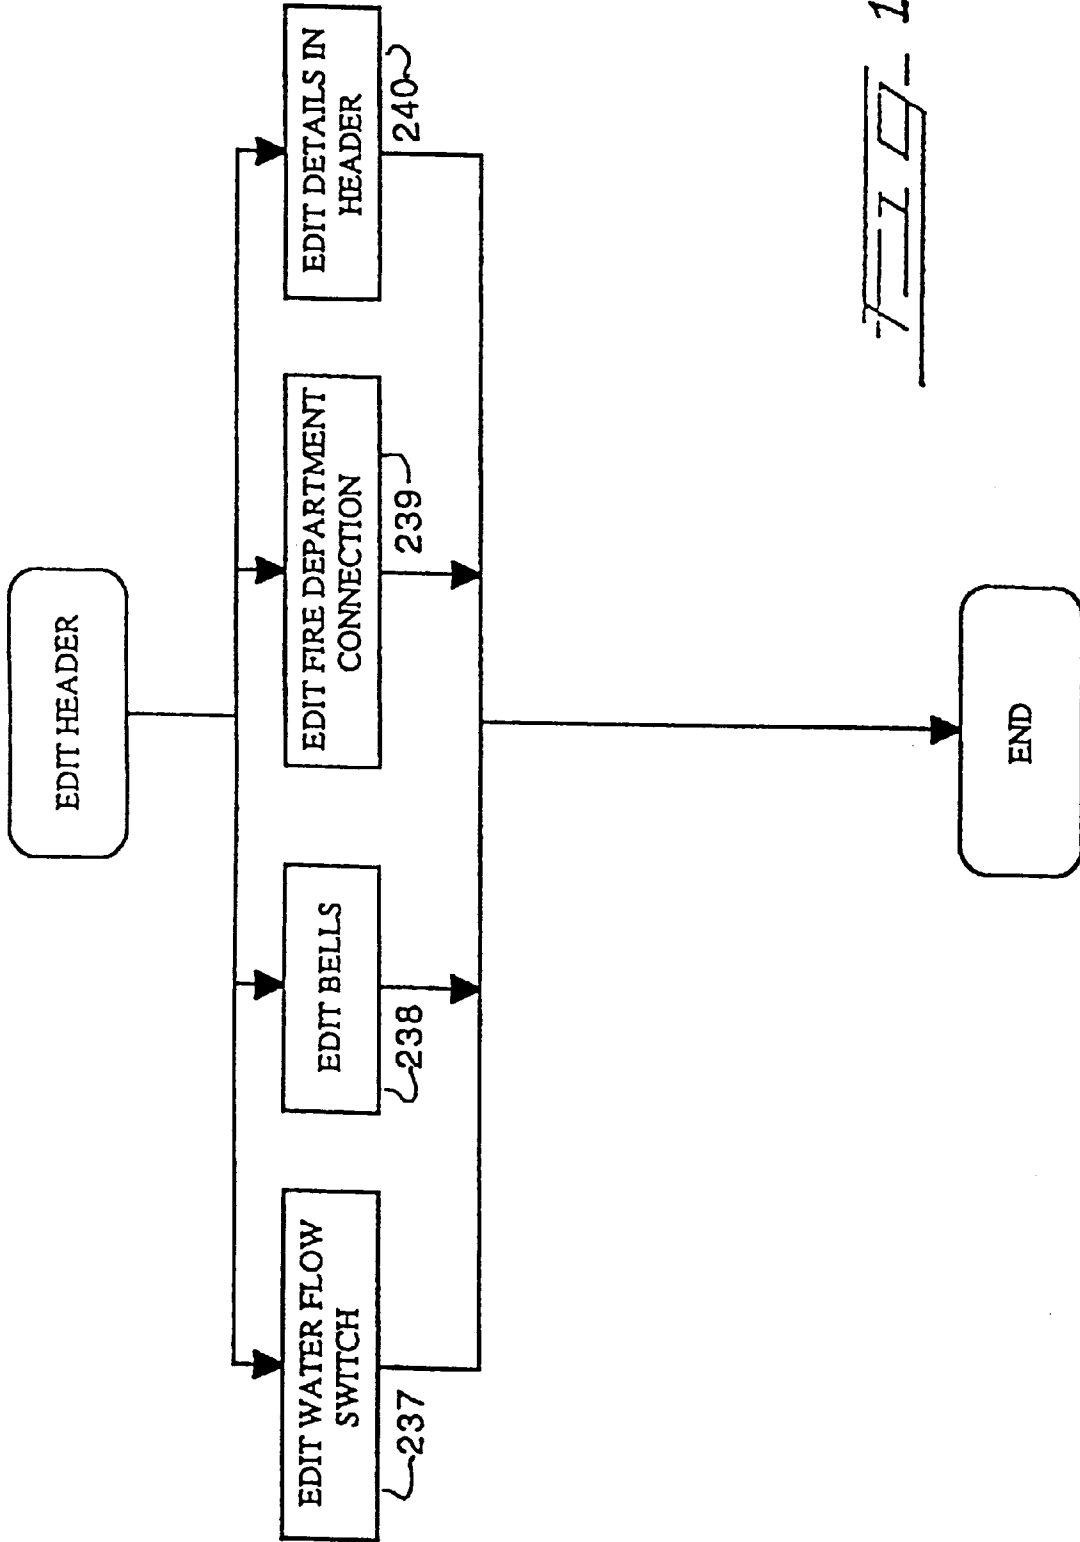 EDIT HEADER
EDIT WATER FLOW
SWITCH
237
EDIT BELLS
238
EDIT FIRE DEPARTMENT
CONNECTION
239
EDIT DETAILS IN
HEADER
240
END